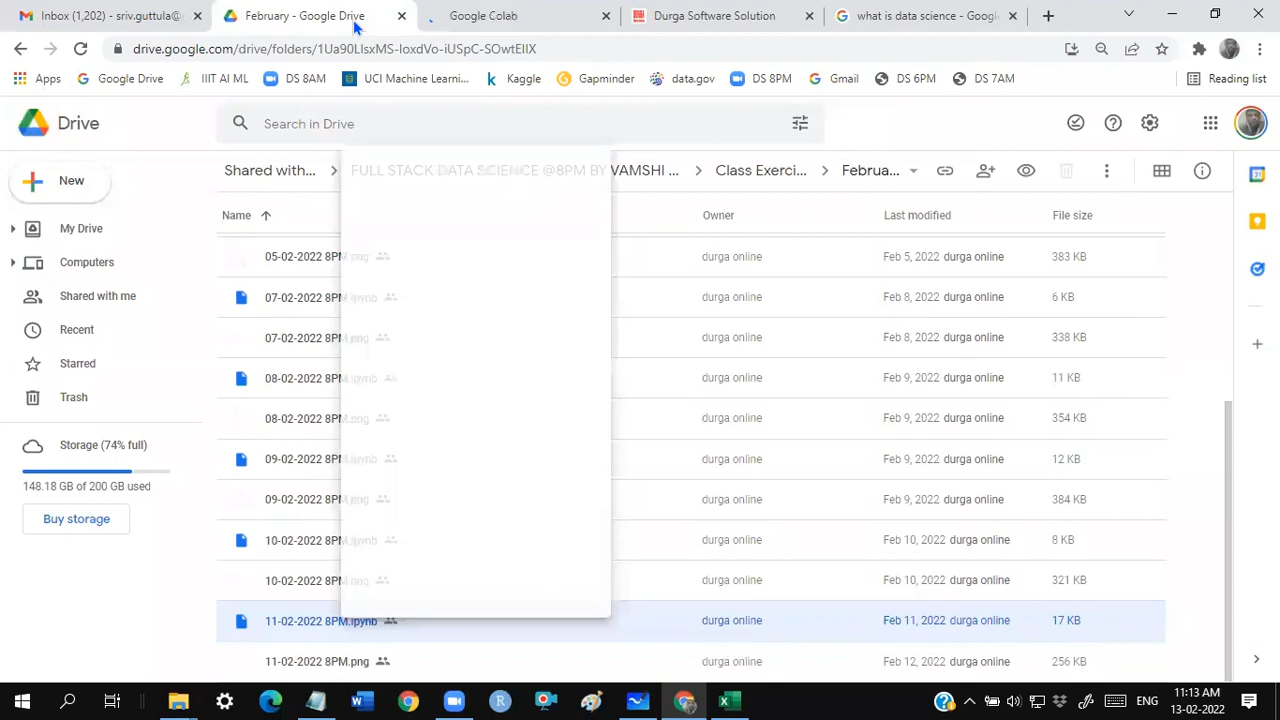 Inbox (1,202) - sriv.guttula@
February - Google Drive
Google Colab
Durga Software Solution
what is data science - Googl
drive.google.com/drive/folders/1Ua90LlsxMS-loxdVo-iUSpC-SOwtEIlX
Apps
Google Drive
IIIT AI ML
DS 8AM
UCI Machine Learni...
Kaggle
Gapminder
data.gov
DS 8PM
Gmail
DS 6PM
DS 7AM
Reading list
Drive
Search in Drive
New
My Drive
Computers
Shared with me
Recent
Starred
Trash
Storage (74% full)
148.18 GB of 200 GB used
Buy storage
Shared with...
FULL STACK DATA SCIENCE @8PM BY VAMSHI ...
Class Exerci...
Februa...
Name
Owner
Last modified
File size
05-02-2022 8PM.png
durga online
Feb 5, 2022 durga online
383 KB
07-02-2022 8PM.ipynb
durga online
Feb 8, 2022 durga online
6 KB
07-02-2022 8PM.png
durga online
Feb 8, 2022 durga online
338 KB
08-02-2022 8PM.ipynb
durga online
Feb 9, 2022 durga online
11 KB
08-02-2022 8PM.png
durga online
Feb 9, 2022 durga online
354 KB
09-02-2022 8PM.ipynb
durga online
Feb 9, 2022 durga online
12 KB
09-02-2022 8PM.png
durga online
Feb 9, 2022 durga online
384 KB
10-02-2022 8PM.ipynb
durga online
Feb 10, 2022 durga online
8 KB
10-02-2022 8PM.png
durga online
Feb 10, 2022 durga online
321 KB
11-02-2022 8PM.ipynb
durga online
Feb 11, 2022 durga online
17 KB
11-02-2022 8PM.png
durga online
Feb 12, 2022 durga online
256 KB
ENG
11:13 AM
13-02-2022